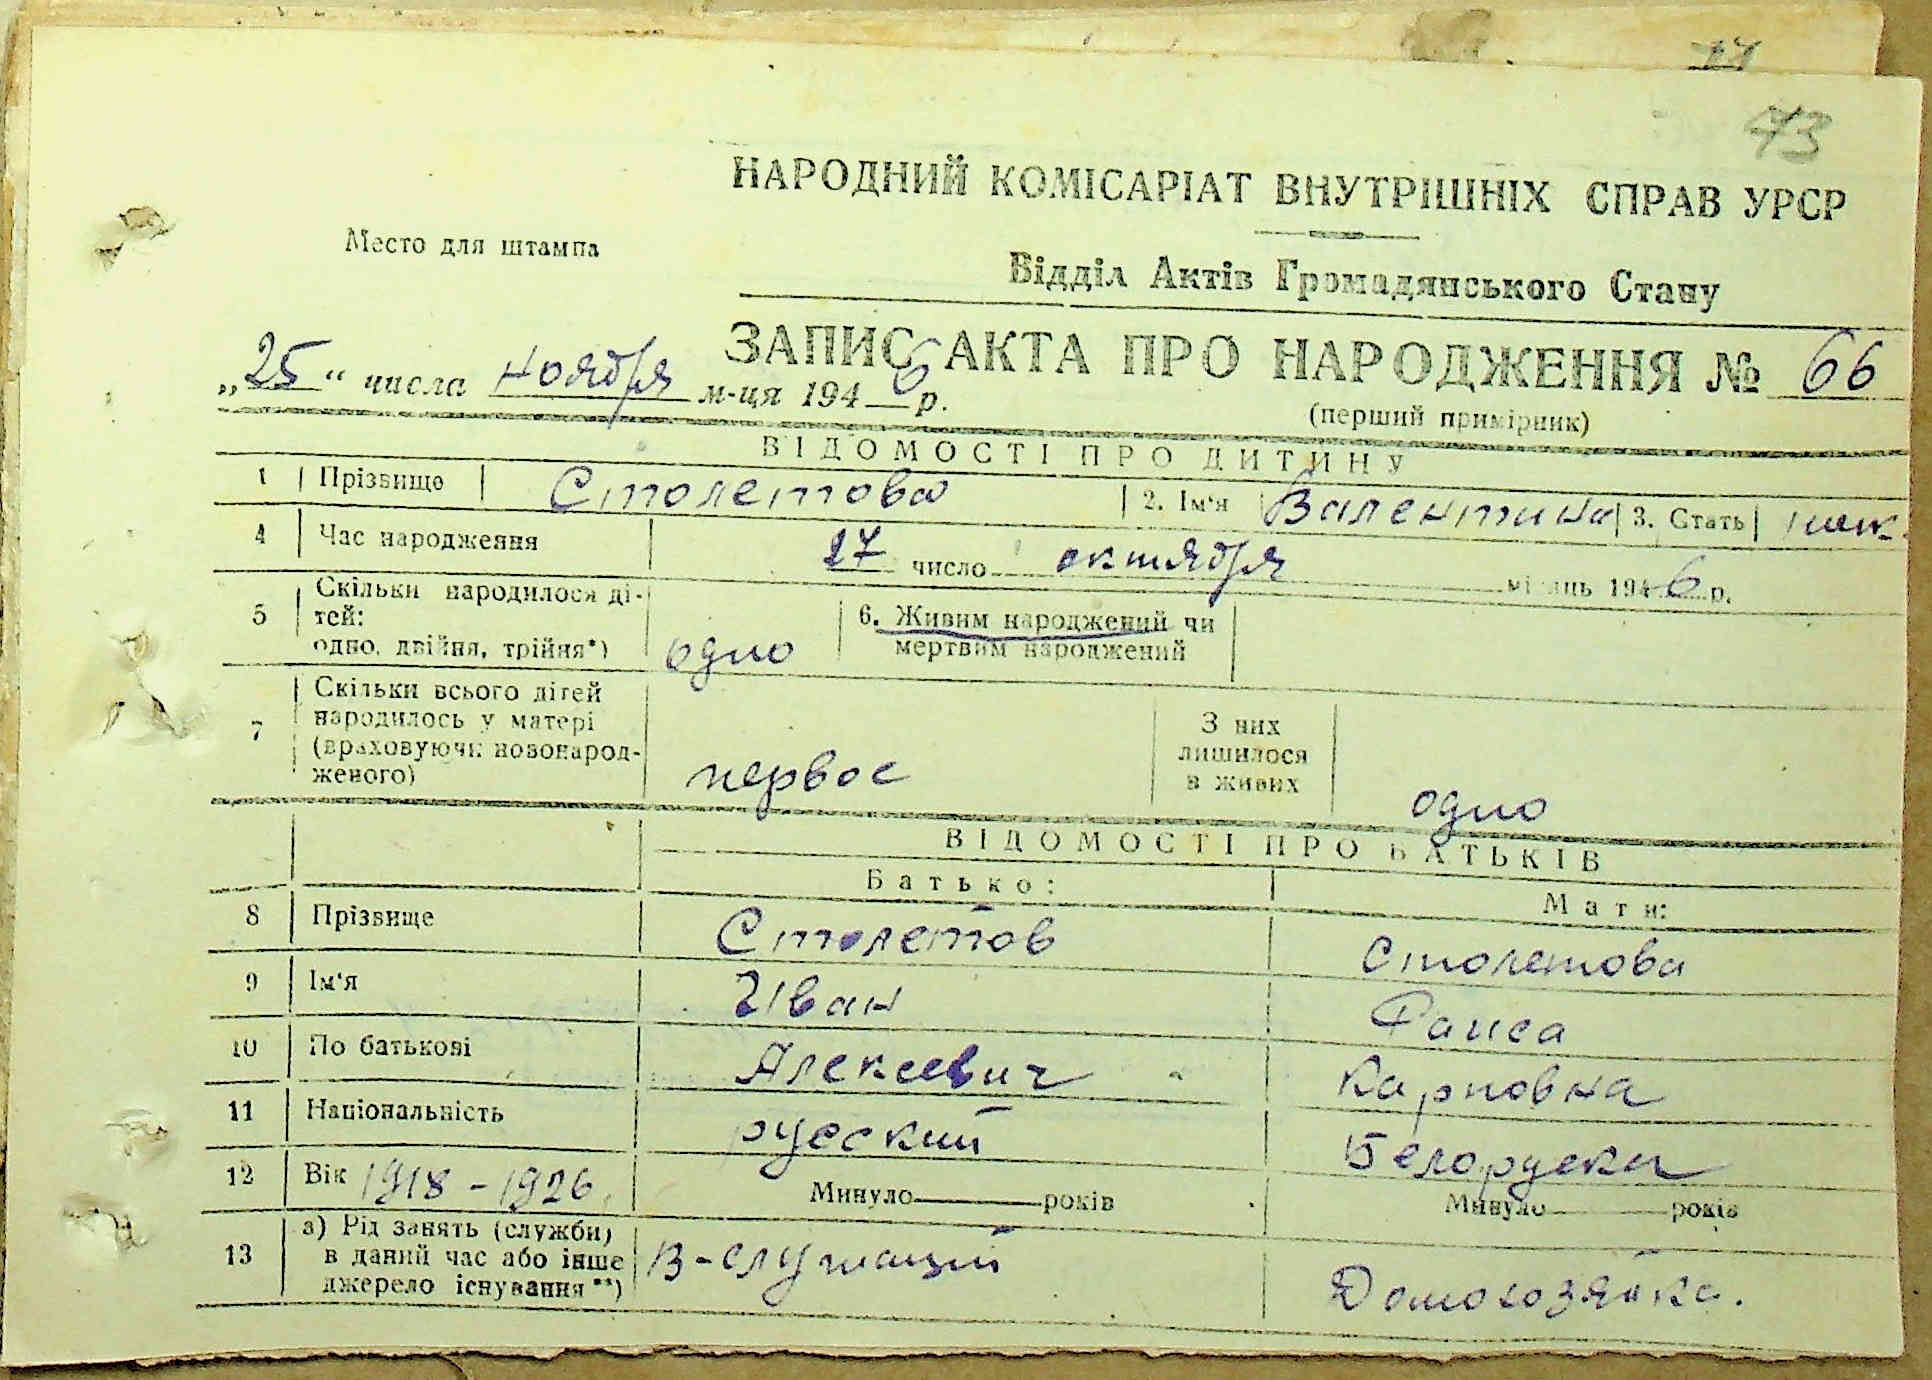 73
НАРОДНИЙ КОМІСАРІАТ ВНУТРІШНІХ СПРАВ УРСР
Место для штампа
Відділ Актів Громадянського Стану
ЗАПИС АКТА ПРО НАРОДЖЕННЯ № 66
„25“ числа ноября м-ця 1946 р.
(перший примірник)
ВІДОМОСТІ ПРО ДИТИНУ
1 Прізвище Столетова 2. Ім'я Валентина 3. Стать жек.
4 Час народження 27 число октября місяць 1946 р.
5 Скільки народилося ді-
тей:
одно, двійня, трійня*) одно
6. Живим народжений чи
мертвим народжений
7 Скільки всього дітей
народилось у матері
(враховуючи новонарод-
женого) первое
З них
лишилося
в живих одно
ВІДОМОСТІ ПРО БАТЬКІВ
Батько: Мати:
8 Прізвище Столетов Столетова
9 Ім'я Иван Раиса
10 По батькові Алексеевич Карповна
11 Національність русский Белоруска
12 Вік 1918 - 1926. Минуло років Минуло років
13 а) Рід занять (служби)
в даний час або інше
джерело існування **) В-служащий Домохозяйка.